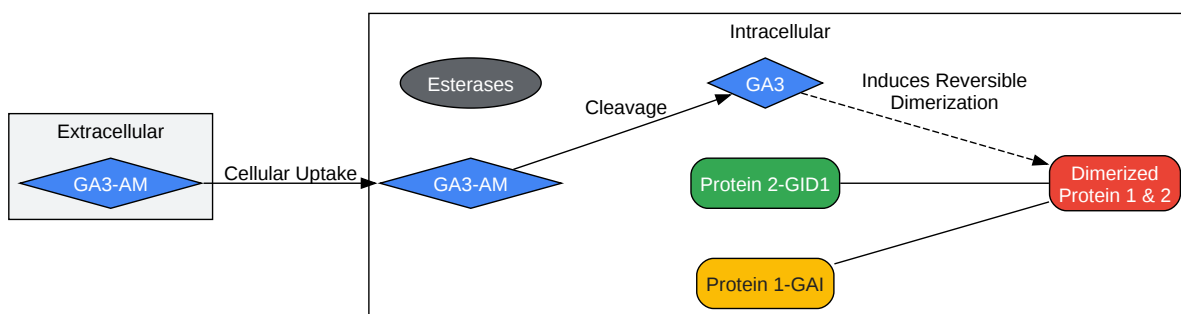 Intracellular
Esterases
GA3
Induces Reversible
Dimerization
Cleavage
Extracellular
GA3-AM
Cellular Uptake
GA3-AM
Protein 2-GID1
Dimerized
Protein 1 & 2
Protein 1-GAI